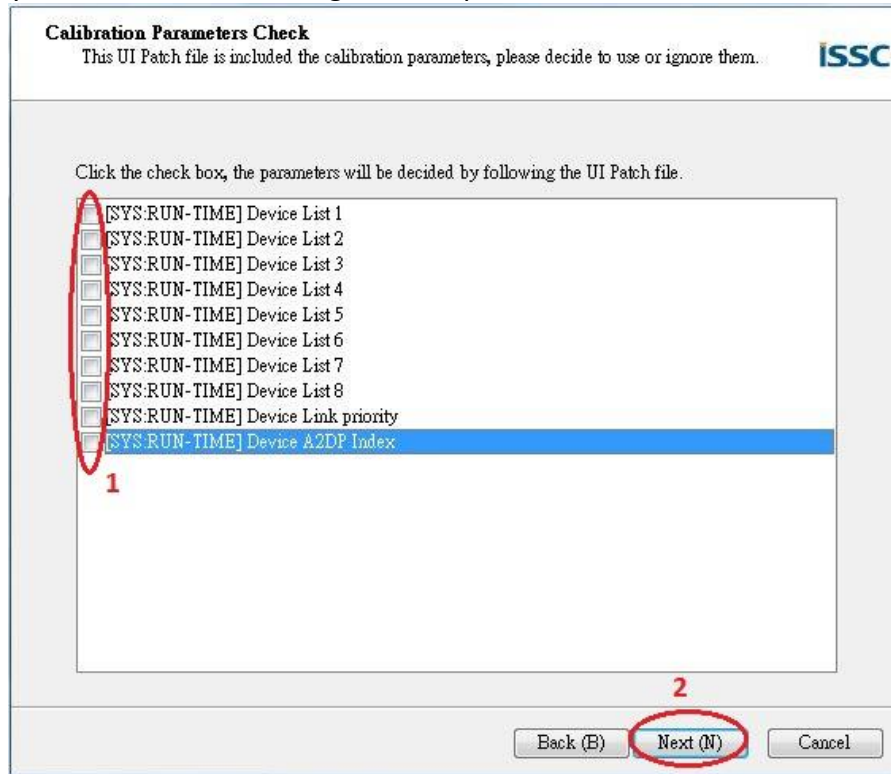 Calibration Parameters Check
This UI Patch file is included the calibration parameters, please decide to use or ignore them.
ISSC
Click the check box, the parameters will be decided by following the UI Patch file.
[SYS:RUN-TIME] Device List 1
[SYS:RUN-TIME] Device List 2
[SYS:RUN-TIME] Device List 3
[SYS:RUN-TIME] Device List 4
[SYS:RUN-TIME] Device List 5
[SYS:RUN-TIME] Device List 6
[SYS:RUN-TIME] Device List 7
[SYS:RUN-TIME] Device List 8
[SYS:RUN-TIME] Device Link priority
[SYS:RUN-TIME] Device A2DP Index
1
2
Back (B) Next (N) Cancel